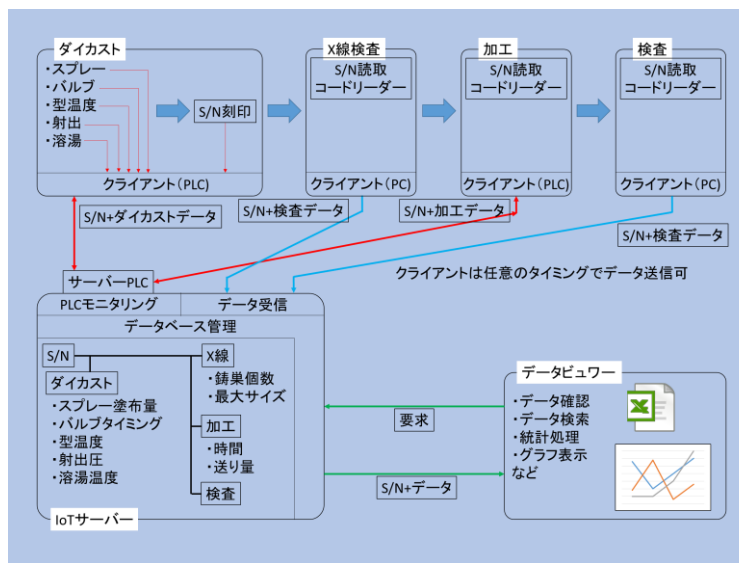 ダイカスト
・スプレー
・バルブ
・型温度
・射出
・溶湯
S/N刻印
クライアント（PLC）
X線検査
S/N読取
コードリーダー
クライアント（PC）
加工
S/N読取
コードリーダー
クライアント（PLC）
検査
S/N読取
コードリーダー
クライアント（PC）
S/N+ダイカストデータ
S/N+検査データ
S/N+加工データ
S/N+検査データ
クライアントは任意のタイミングでデータ送信可
サーバーPLC
PLCモニタリング
データ受信
データベース管理
S/N
ダイカスト
・スプレー塗布量
・バルブタイミング
・型温度
・射出圧
・溶湯温度
X線
・鋳巣個数
・最大サイズ
加工
・時間
・送り量
検査
IoTサーバー
要求
S/N+データ
データビュワー
・データ確認
・データ検索
・統計処理
・グラフ表示
など
X